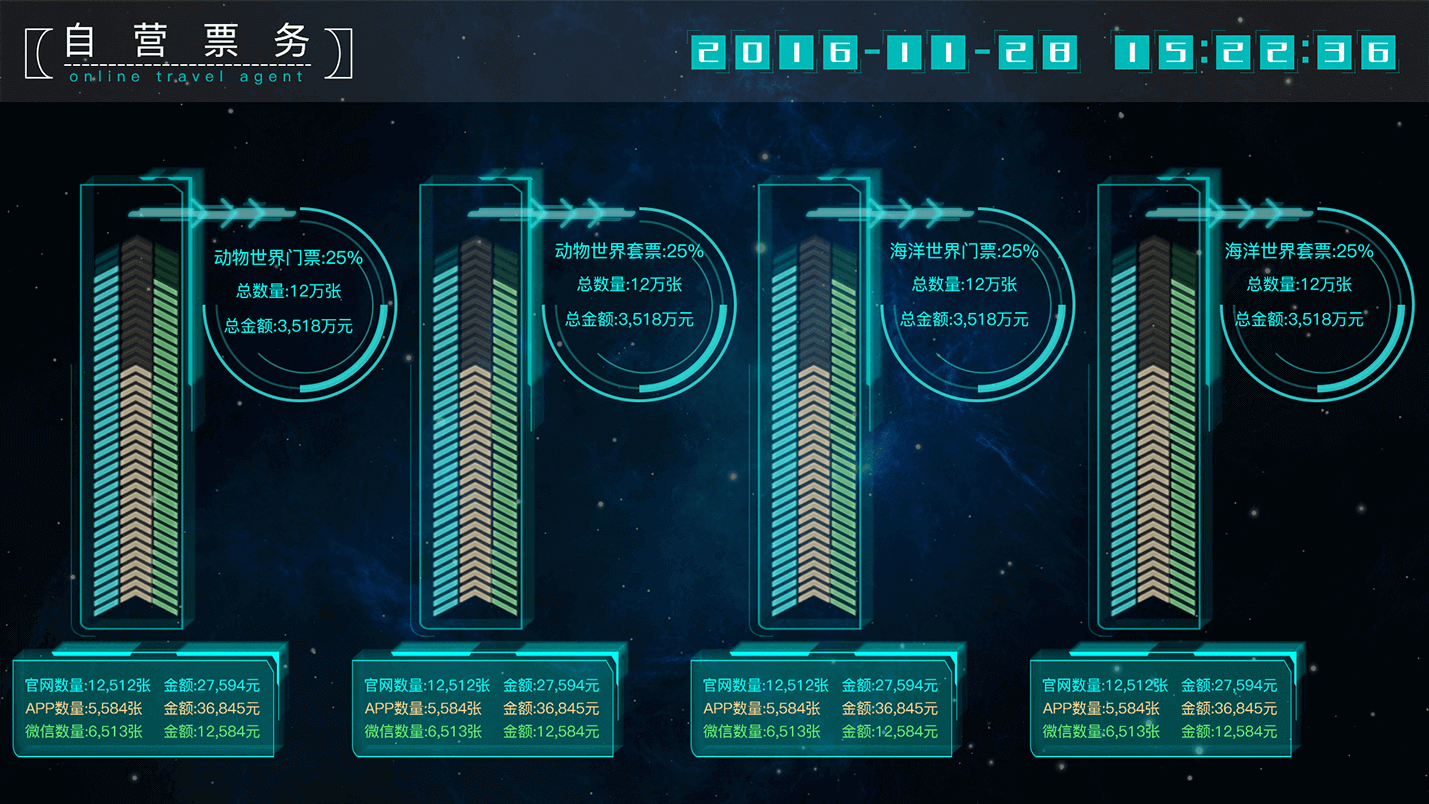 自营票务
online travel agent
2016-11-28 15:22:36
动物世界门票:25%
总数量:12万张
总金额:3,518万元
动物世界套票:25%
总数量:12万张
总金额:3,518万元
海洋世界门票:25%
总数量:12万张
总金额:3,518万元
海洋世界套票:25%
总数量:12万张
总金额:3,518万元
官网数量:12,512张 金额:27,594元
APP数量:5,584张 金额:36,845元
微信数量:6,513张 金额:12,584元
官网数量:12,512张 金额:27,594元
APP数量:5,584张 金额:36,845元
微信数量:6,513张 金额:12,584元
官网数量:12,512张 金额:27,594元
APP数量:5,584张 金额:36,845元
微信数量:6,513张 金额:12,584元
官网数量:12,512张 金额:27,594元
APP数量:5,584张 金额:36,845元
微信数量:6,513张 金额:12,584元